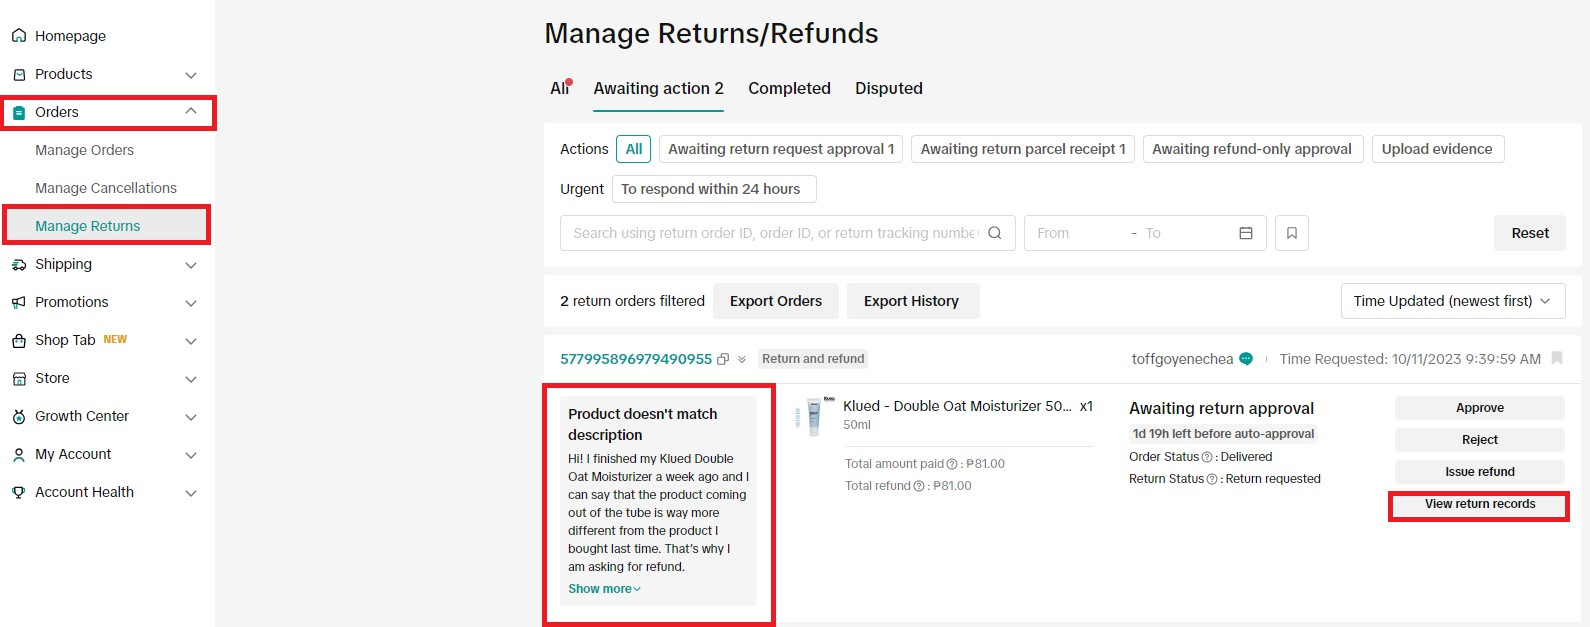 Homepage
Products
Orders
Manage Orders
Manage Cancellations
Manage Returns
Shipping
Promotions
Shop Tab NEW
Store
Growth Center
My Account
Account Health
Manage Returns/Refunds
All Awaiting action 2 Completed Disputed
Actions All Awaiting return request approval 1 Awaiting return parcel receipt 1 Awaiting refund-only approval Upload evidence
Urgent To respond within 24 hours
Search using return order ID, order ID, or return tracking numbe From - To Reset
2 return orders filtered Export Orders Export History Time Updated (newest first)
577995896979490955 Return and refund toffgoyenechea Time Requested: 10/11/2023 9:39:59 AM
Product doesn't match
description
Hi! I finished my Klued Double
Oat Moisturizer a week ago and I
can say that the product coming
out of the tube is way more
different from the product I
bought last time. That's why I
am asking for refund.
Show more
Klued - Double Oat Moisturizer 50... x1
50ml
Total amount paid : ₱81.00
Total refund : ₱81.00
Awaiting return approval
1d 19h left before auto-approval
Order Status : Delivered
Return Status : Return requested
Approve
Reject
Issue refund
View return records